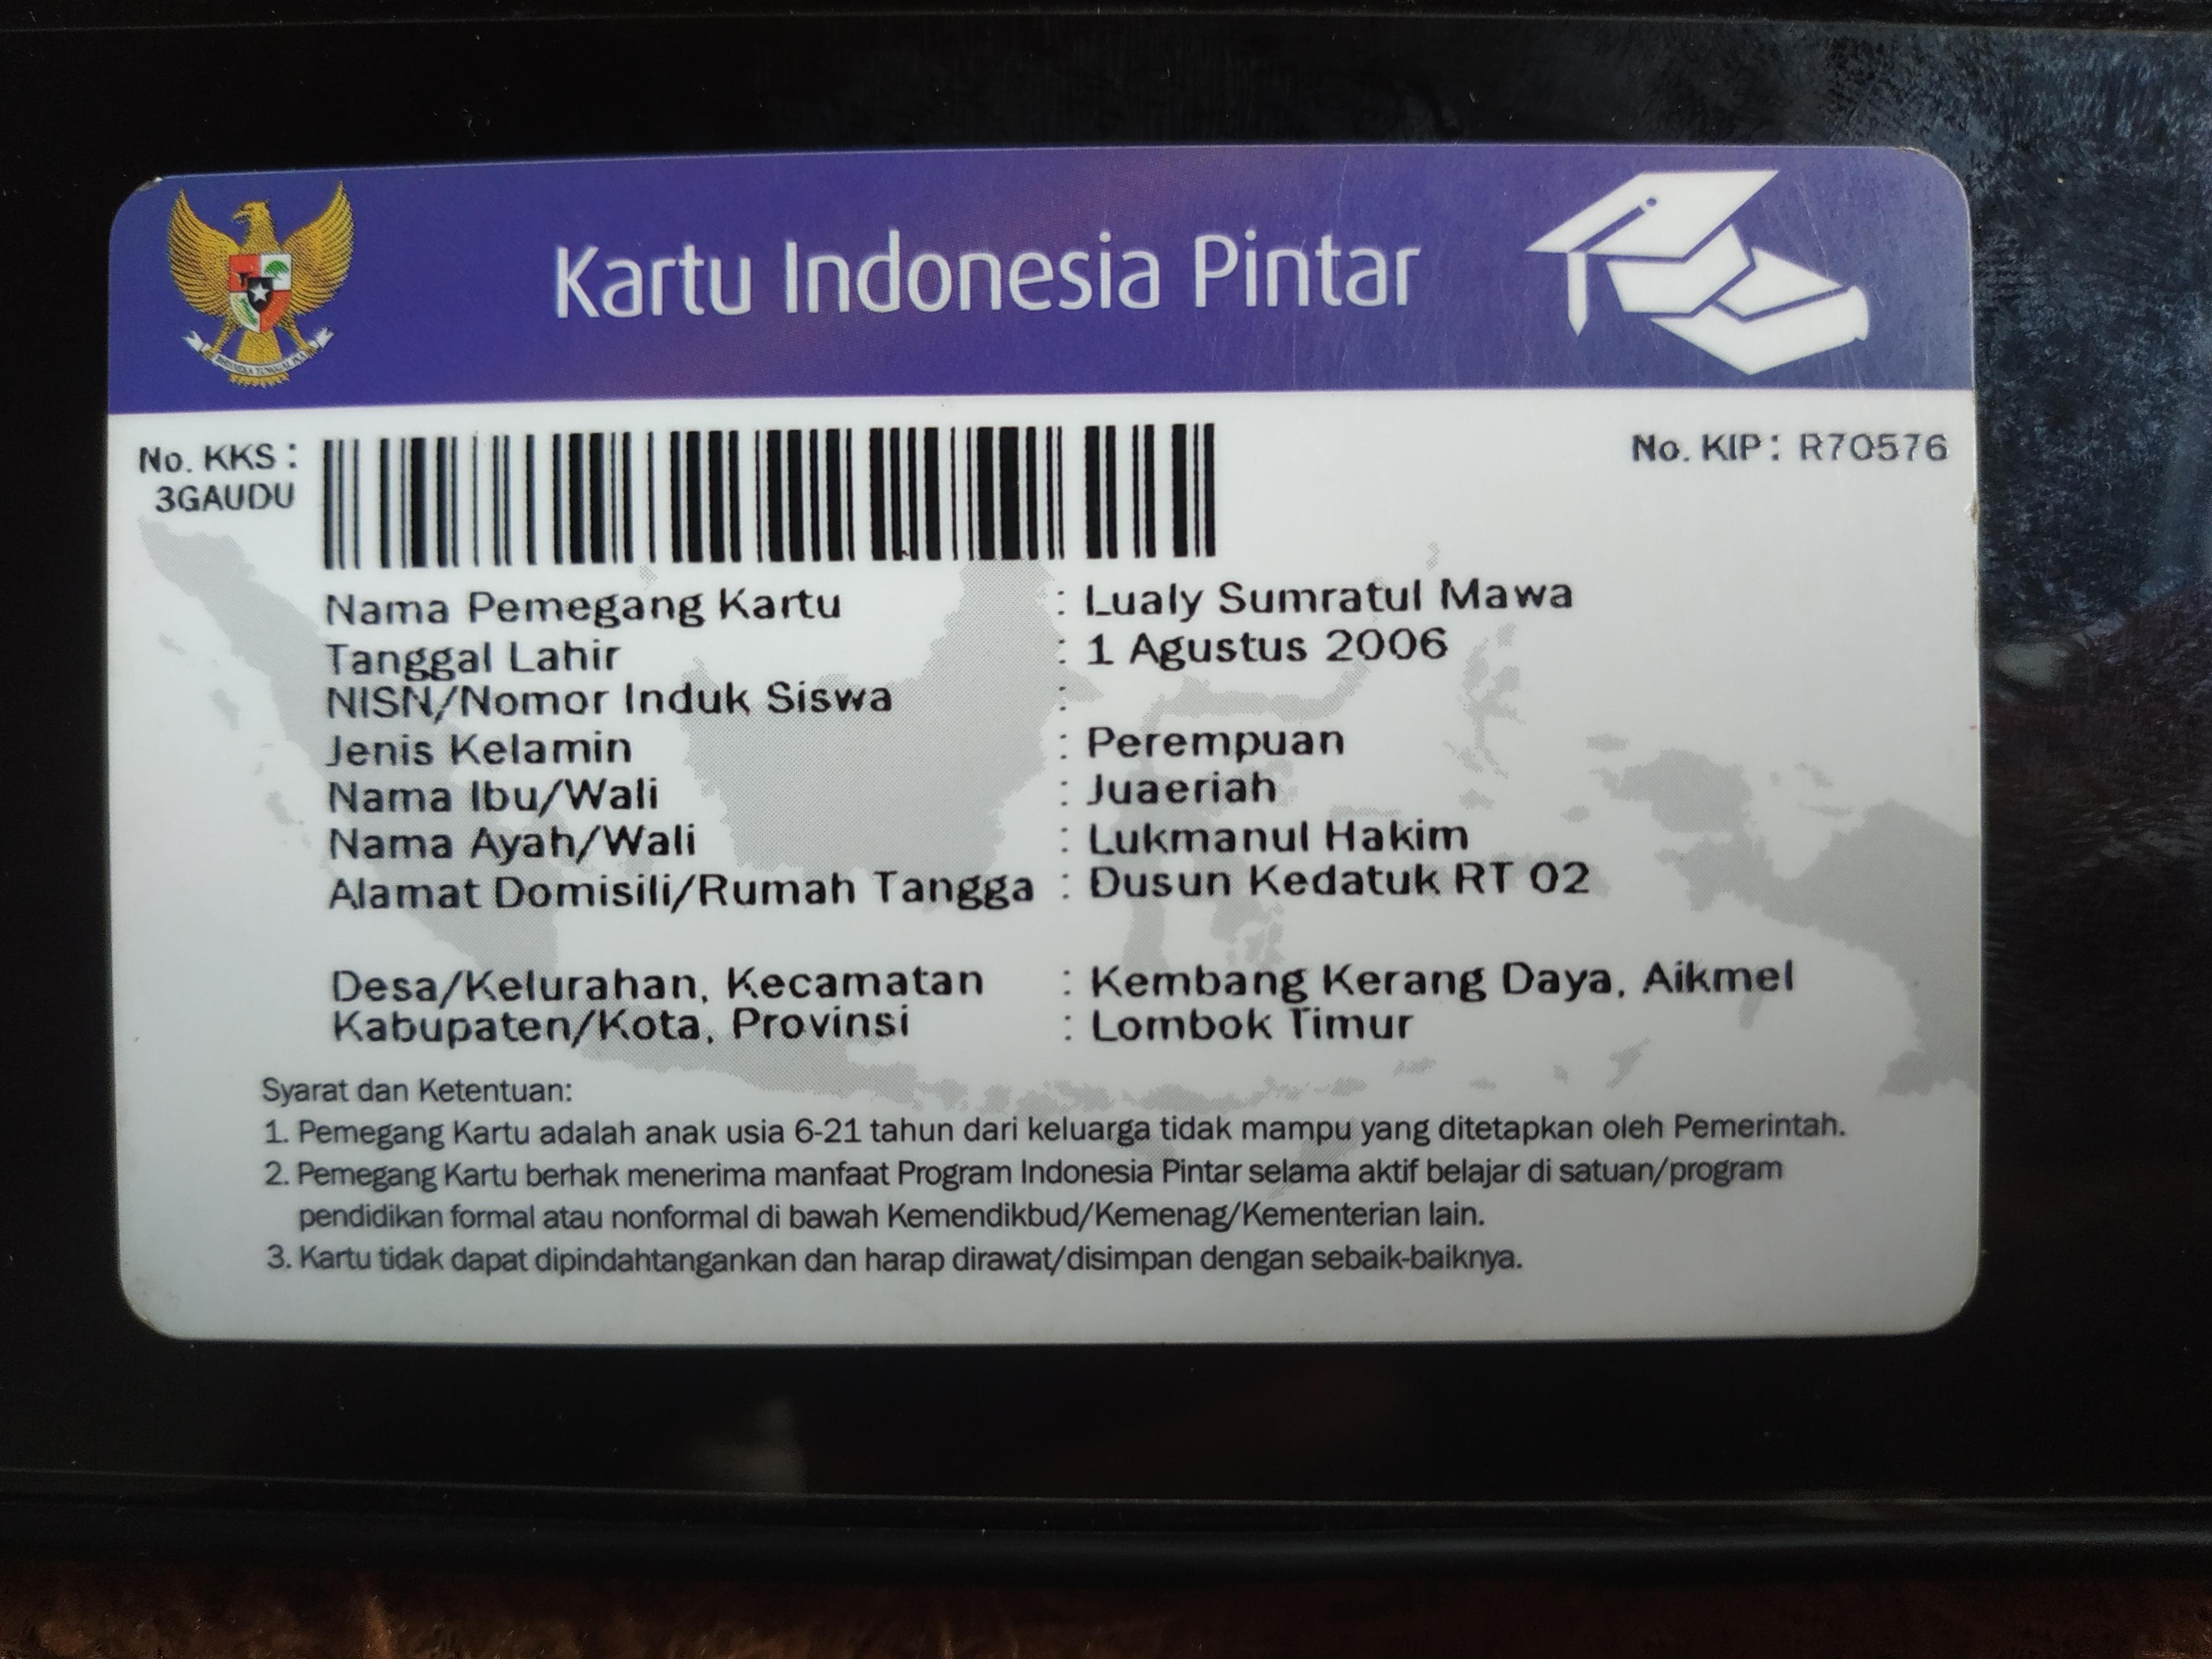 Kartu Indonesia Pintar
No. KKS :
3GAUDU
No. KIP : R70576
Nama Pemegang Kartu : Lualy Sumratul Mawa
Tanggal Lahir : 1 Agustus 2006
NISN/Nomor Induk Siswa :
Jenis Kelamin : Perempuan
Nama Ibu/Wali : Juaeriah
Nama Ayah/Wali : Lukmanul Hakim
Alamat Domisili/Rumah Tangga : Dusun Kedatuk RT 02
Desa/Kelurahan, Kecamatan : Kembang Kerang Daya, Aikmel
Kabupaten/Kota, Provinsi : Lombok Timur
Syarat dan Ketentuan:
1. Pemegang Kartu adalah anak usia 6-21 tahun dari keluarga tidak mampu yang ditetapkan oleh Pemerintah.
2. Pemegang Kartu berhak menerima manfaat Program Indonesia Pintar selama aktif belajar di satuan/program
pendidikan formal atau nonformal di bawah Kemendikbud/Kemenag/Kementerian lain.
3. Kartu tidak dapat dipindahtangankan dan harap dirawat/disimpan dengan sebaik-baiknya.